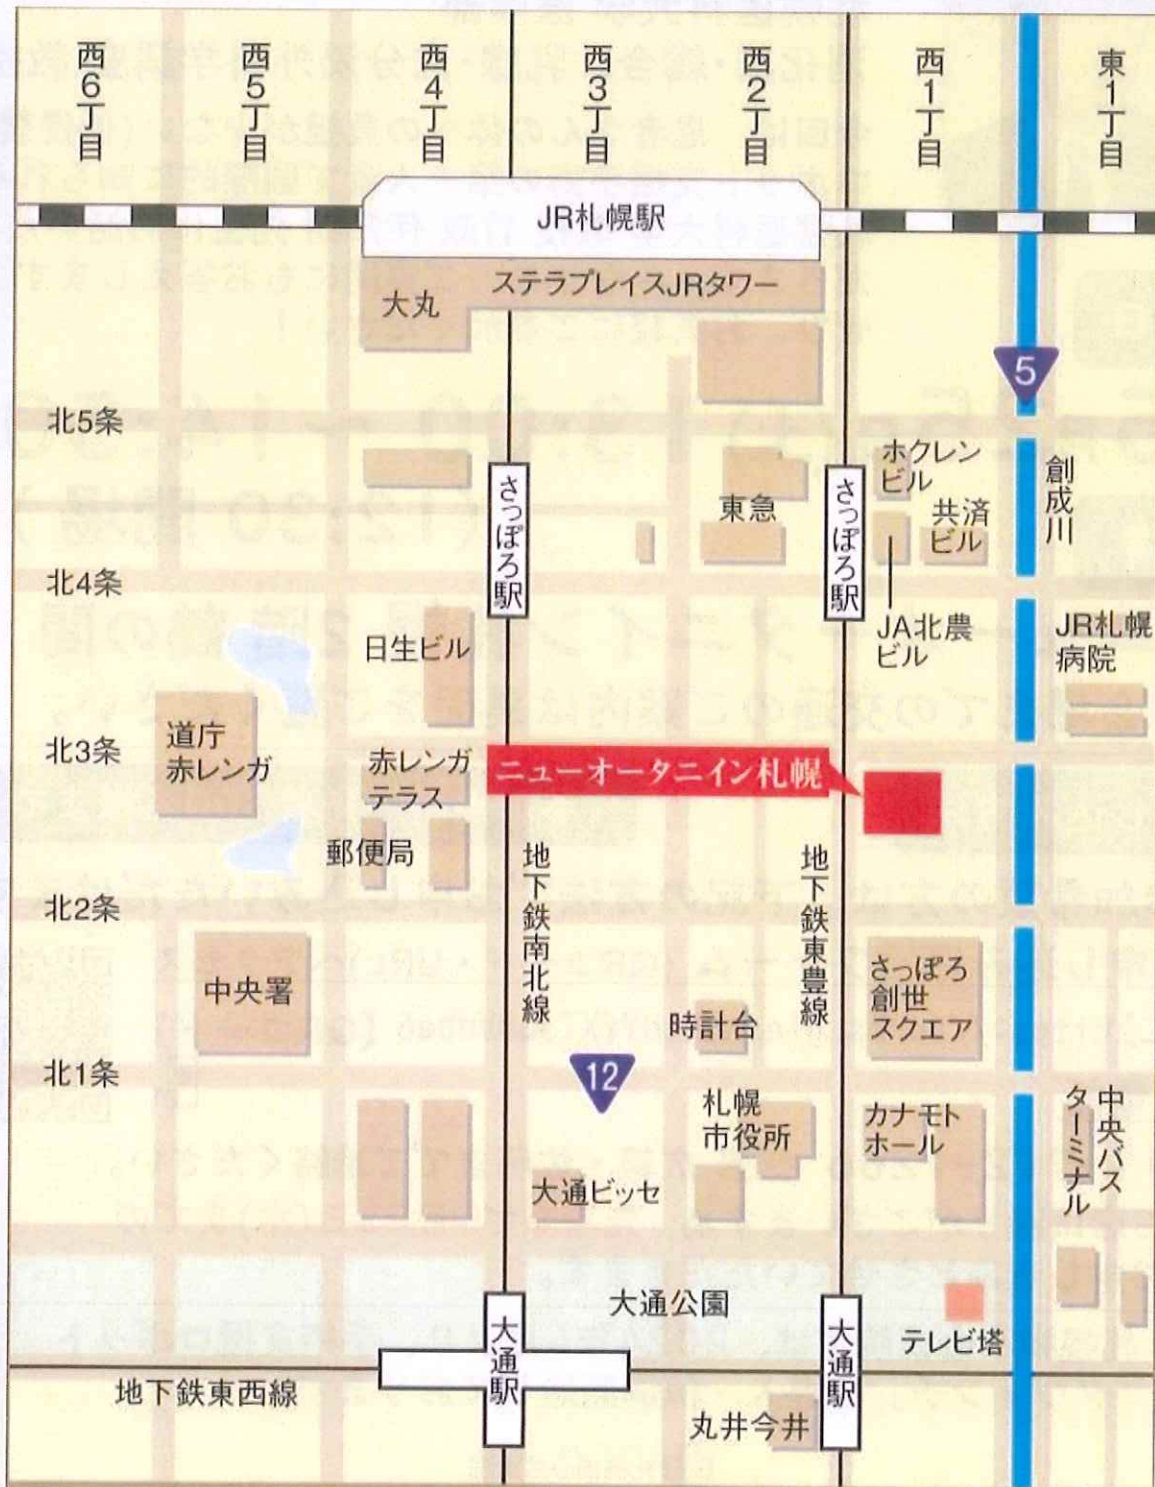 西6丁目
西5丁目
西4丁目
西3丁目
西2丁目
西1丁目
東1丁目
JR札幌駅
ステラプレイスJRタワー
大丸
5
北5条
さっぽろ駅
東急
さっぽろ駅
ホクレン
ビル
共済
ビル
創成川
北4条
日生ビル
JA北農
ビル
JR札幌
病院
道庁
赤レンガ
北3条
赤レンガ
テラス
ニューオータニイン札幌
郵便局
地下鉄南北線
地下鉄東豊線
北2条
中央署
さっぽろ
創世
スクエア
時計台
北1条
12
札幌
市役所
カナモト
ホール
中央バス
ターミナル
大通ビッセ
大通公園
大通駅
大通駅
テレビ塔
地下鉄東西線
丸井今井